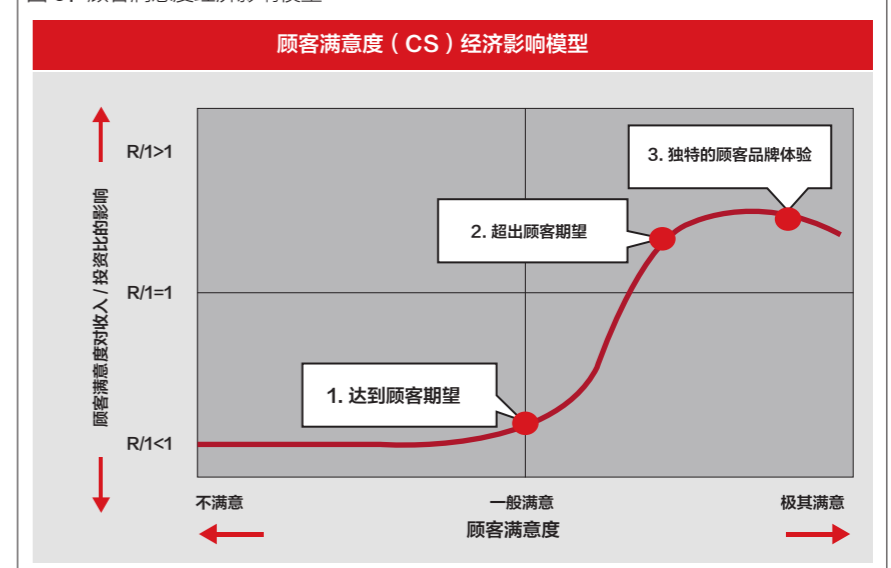 顾客满意度（CS）经济影响模型
R/1>1
R/1=1
R/1<1
顾客满意度对收入 / 投资比的影响
3. 独特的顾客品牌体验
2. 超出顾客期望
1. 达到顾客期望
不满意
一般满意
极其满意
顾客满意度